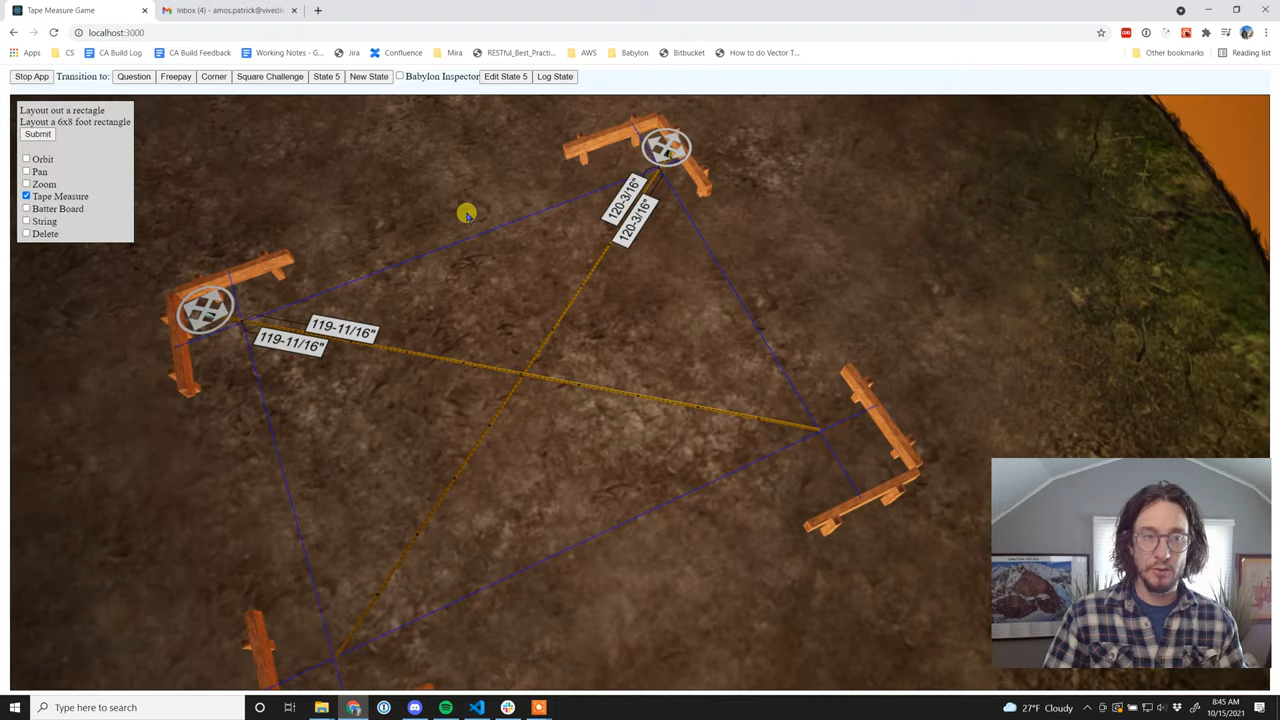 Tape Measure Game
Inbox (4) - amos.patrick@vivedle
localhost:3000
Apps CS CA Build Log CA Build Feedback Working Notes - G... Jira Confluence Mira RESTful_Best_Practi... AWS Babylon Bitbucket How to do Vector T... Other bookmarks Reading list
Stop App Transition to: Question Freepay Corner Square Challenge State 5 New State Babylon Inspector Edit State 5 Log State
Layout out a rectagle
Layout a 6x8 foot rectangle
Submit
Orbit
Pan
Zoom
Tape Measure
Batter Board
String
Delete
120-3/16"
120-3/16"
119-11/16"
119-11/16"
Type here to search
27°F Cloudy
8:45 AM
10/15/2021